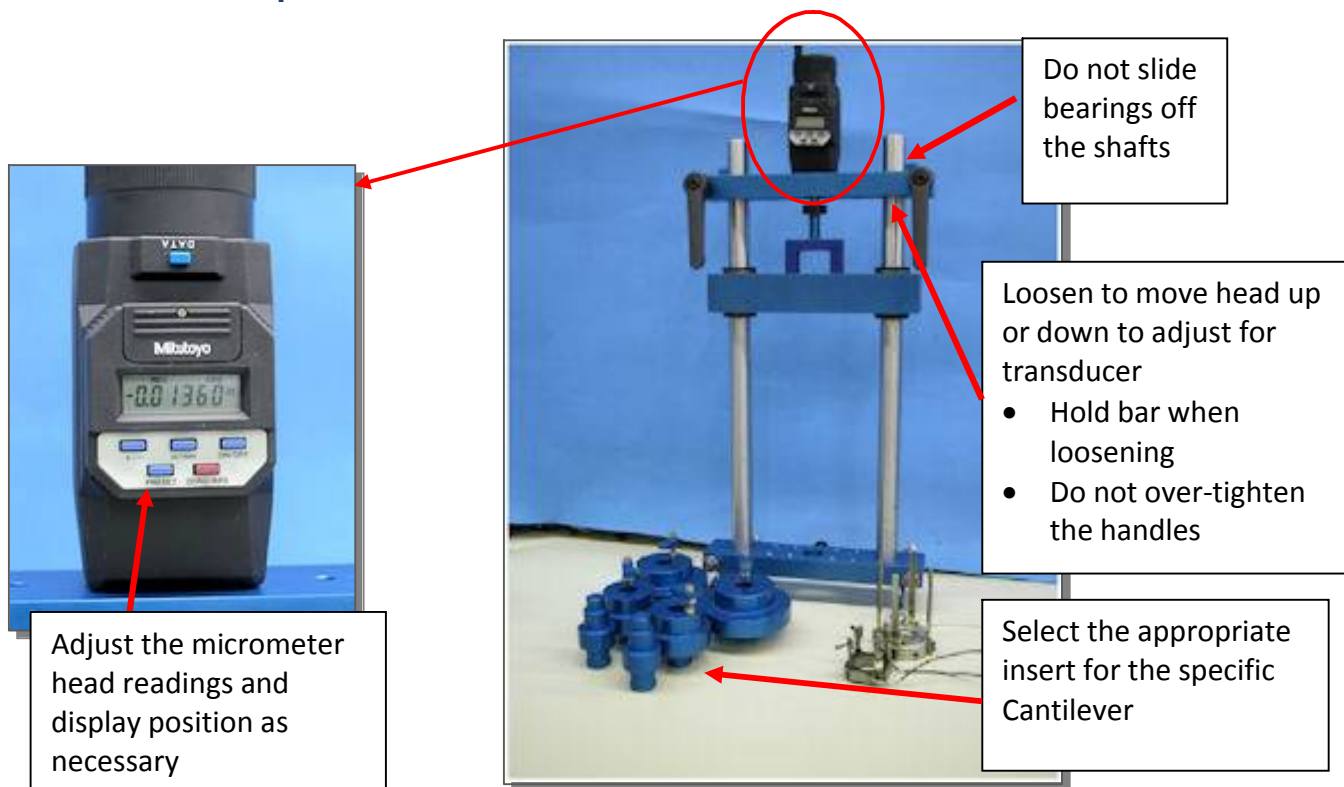 Do not slide
bearings off
the shafts
Loosen to move head up
or down to adjust for
transducer
• Hold bar when
loosening
• Do not over-tighten
the handles
Select the appropriate
insert for the specific
Cantilever
DATA
Mitutoyo
-0.01360
ON/OFF
PRESET
Adjust the micrometer
head readings and
display position as
necessary